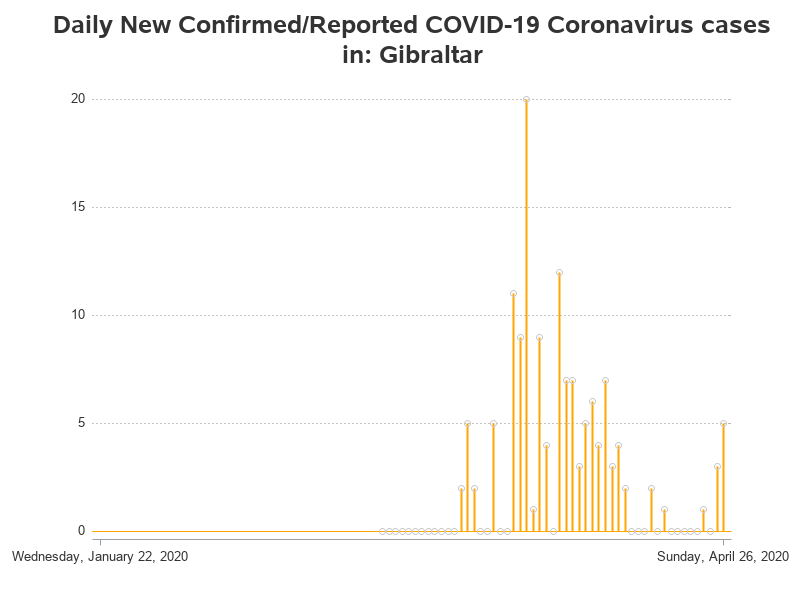 Daily New Confirmed/Reported COVID-19 Coronavirus cases
in: Gibraltar
20
15
10
5
0
Wednesday, January 22, 2020
Sunday, April 26, 2020